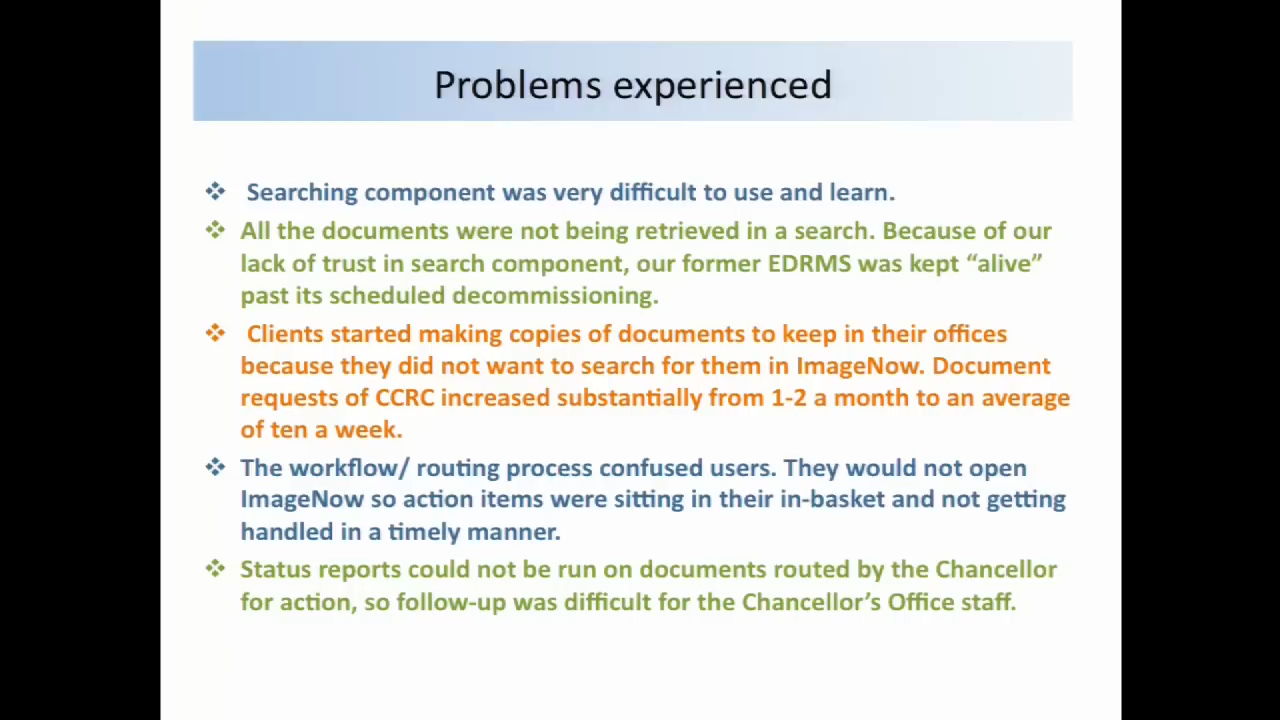 Problems experienced
❖ Searching component was very difficult to use and learn.
❖ All the documents were not being retrieved in a search. Because of our
lack of trust in search component, our former EDRMS was kept “alive”
past its scheduled decommissioning.
❖ Clients started making copies of documents to keep in their offices
because they did not want to search for them in ImageNow. Document
requests of CCRC increased substantially from 1-2 a month to an average
of ten a week.
❖ The workflow/ routing process confused users. They would not open
ImageNow so action items were sitting in their in-basket and not getting
handled in a timely manner.
❖ Status reports could not be run on documents routed by the Chancellor
for action, so follow-up was difficult for the Chancellor’s Office staff.